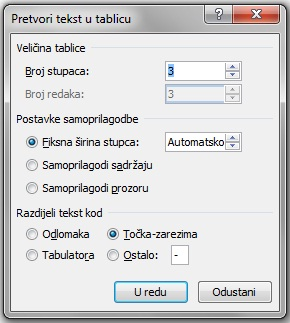 Pretvori tekst u tablicu
Veličina tablice
Broj stupaca: 3
Broj redaka: 3
Postavke samoprilagodbe
Fiksna širina stupca: Automatsko
Samoprilagodi sadržaju
Samoprilagodi prozoru
Razdijeli tekst kod
Odlomaka Točka-zarezima
Tabulatora Ostalo: -
U redu Odustani